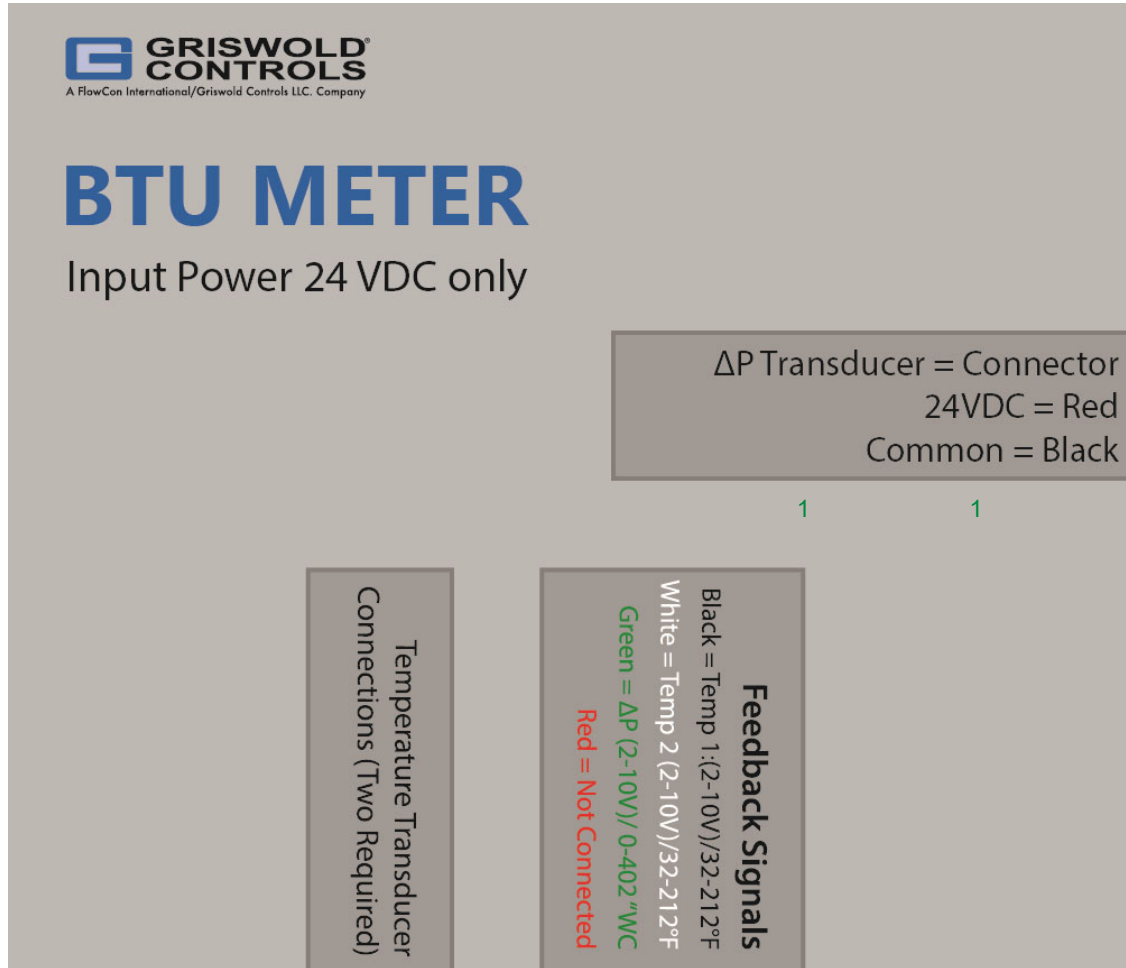 GRISWOLD®
CONTROLS
A FlowCon International/Griswold Controls LLC. Company
BTU METER
Input Power 24 VDC only
ΔP Transducer = Connector
24VDC = Red
Common = Black
1 1
Temperature Transducer
Connections (Two Required)
Feedback Signals
Black = Temp 1:(2-10V)/32-212°F
White = Temp 2 (2-10V)/32-212°F
Green = ΔP (2-10V)/ 0-402 "WC
Red = Not Connected